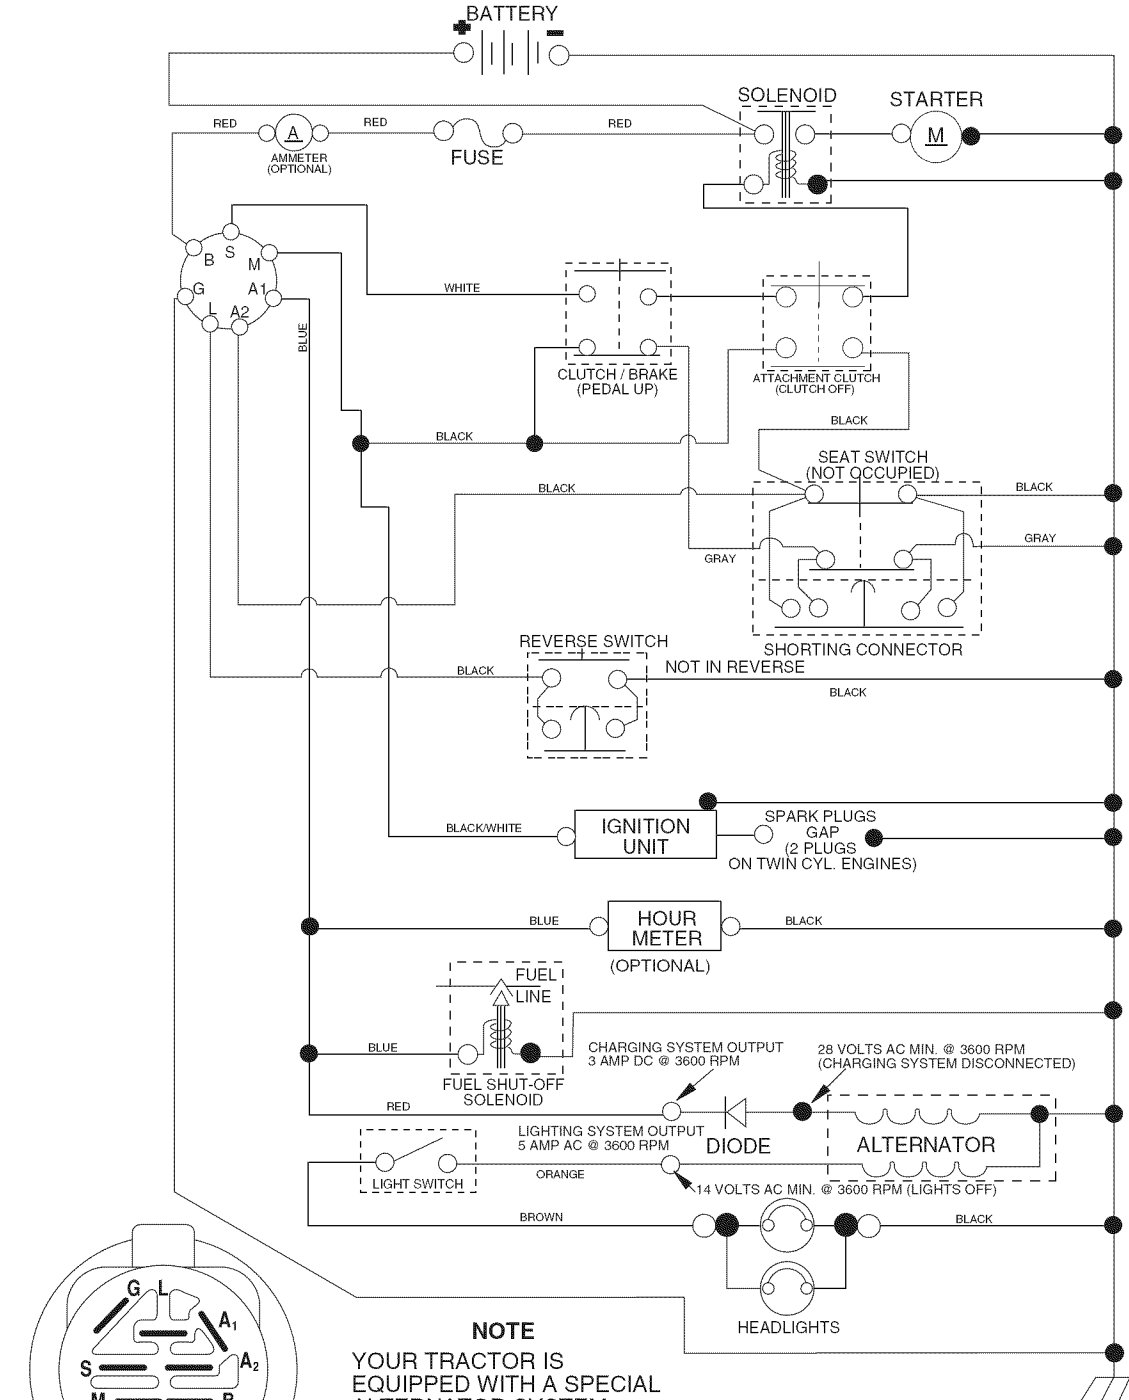 BATTERY
SOLENOID
STARTER
RED
RED
RED
A
M
AMMETER
(OPTIONAL)
FUSE
B
S
M
G
A1
L
A2
WHITE
BLUE
CLUTCH / BRAKE
(PEDAL UP)
ATTACHMENT CLUTCH
(CLUTCH OFF)
BLACK
BLACK
SEAT SWITCH
(NOT OCCUPIED)
BLACK
BLACK
GRAY
GRAY
REVERSE SWITCH
SHORTING CONNECTOR
BLACK
NOT IN REVERSE
BLACK
BLACK/WHITE
IGNITION
UNIT
SPARK PLUGS
GAP
(2 PLUGS
ON TWIN CYL. ENGINES)
BLUE
HOUR
METER
BLACK
(OPTIONAL)
FUEL
LINE
BLUE
FUEL SHUT-OFF
SOLENOID
CHARGING SYSTEM OUTPUT
3 AMP DC @ 3600 RPM
28 VOLTS AC MIN. @ 3600 RPM
(CHARGING SYSTEM DISCONNECTED)
RED
LIGHTING SYSTEM OUTPUT
5 AMP AC @ 3600 RPM
DIODE
ALTERNATOR
LIGHT SWITCH
ORANGE
14 VOLTS AC MIN. @ 3600 RPM (LIGHTS OFF)
BROWN
BLACK
HEADLIGHTS
G
L
A1
A2
S
M
B
NOTE
YOUR TRACTOR IS
EQUIPPED WITH A SPECIAL
ALTERNATOR SYSTEM